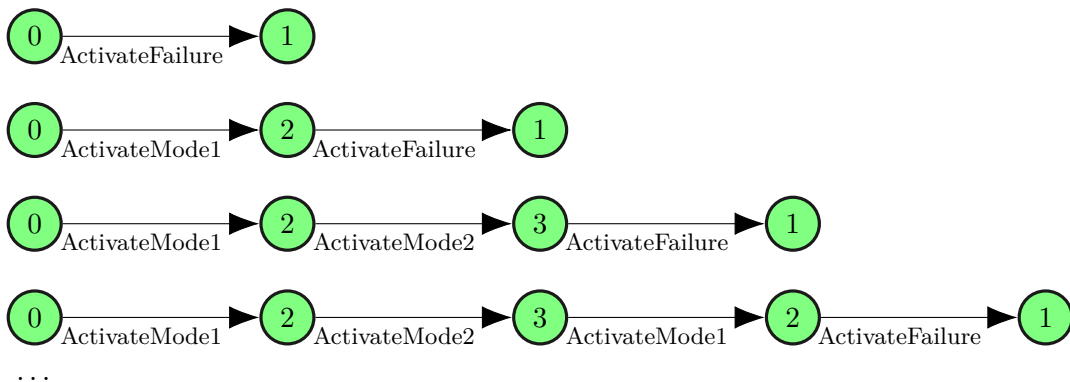 0 1
ActivateFailure
0 2 1
ActivateMode1 ActivateFailure
0 2 3 1
ActivateMode1 ActivateMode2 ActivateFailure
0 2 3 2 1
ActivateMode1 ActivateMode2 ActivateMode1 ActivateFailure
...